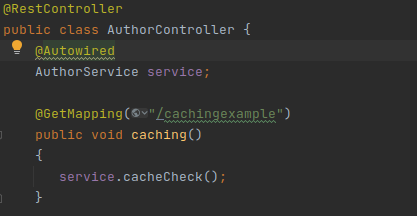 @RestController
public class AuthorController {
@Autowired
AuthorService service;
@GetMapping("/cachingexample")
public void caching()
{
service.cacheCheck();
}